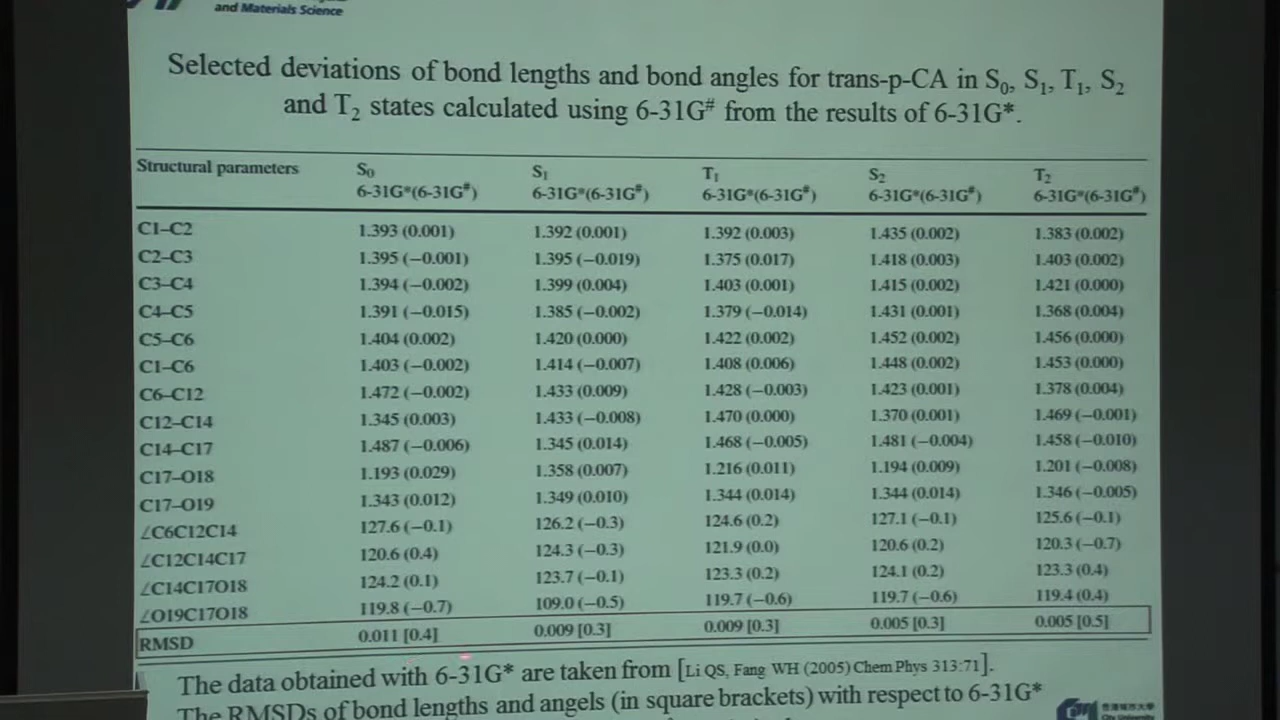 and Materials Science
Selected deviations of bond lengths and bond angles for trans-p-CA in S₀, S₁, T₁, S₂
and T₂ states calculated using 6-31G# from the results of 6-31G*.
Structural parameters S₀ S₁ T₁ S₂ T₂
6-31G*(6-31G#) 6-31G*(6-31G#) 6-31G*(6-31G#) 6-31G*(6-31G#) 6-31G*(6-31G#)
C1–C2 1.393 (0.001) 1.392 (0.001) 1.392 (0.003) 1.435 (0.002) 1.383 (0.002)
C2–C3 1.395 (−0.001) 1.395 (−0.019) 1.375 (0.017) 1.418 (0.003) 1.403 (0.002)
C3–C4 1.394 (−0.002) 1.399 (0.004) 1.403 (0.001) 1.415 (0.002) 1.421 (0.000)
C4–C5 1.391 (−0.015) 1.385 (−0.002) 1.379 (−0.014) 1.431 (0.001) 1.368 (0.004)
C5–C6 1.404 (0.002) 1.420 (0.000) 1.422 (0.002) 1.452 (0.002) 1.456 (0.000)
C1–C6 1.403 (−0.002) 1.414 (−0.007) 1.408 (0.006) 1.448 (0.002) 1.453 (0.000)
C6–C12 1.472 (−0.002) 1.433 (0.009) 1.428 (−0.003) 1.423 (0.001) 1.378 (0.004)
C12–C14 1.345 (0.003) 1.433 (−0.008) 1.470 (0.000) 1.370 (0.001) 1.469 (−0.001)
C14–C17 1.487 (−0.006) 1.345 (0.014) 1.468 (−0.005) 1.481 (−0.004) 1.458 (−0.010)
C17–O18 1.193 (0.029) 1.358 (0.007) 1.216 (0.011) 1.194 (0.009) 1.201 (−0.008)
C17–O19 1.343 (0.012) 1.349 (0.010) 1.344 (0.014) 1.344 (0.014) 1.346 (−0.005)
∠C6C12C14 127.6 (−0.1) 126.2 (−0.3) 124.6 (0.2) 127.1 (−0.1) 125.6 (−0.1)
∠C12C14C17 120.6 (0.4) 124.3 (−0.3) 121.9 (0.0) 120.6 (0.2) 120.3 (−0.7)
∠C14C17O18 124.2 (0.1) 123.7 (−0.1) 123.3 (0.2) 124.1 (0.2) 123.3 (0.4)
∠O19C17O18 119.8 (−0.7) 109.0 (−0.5) 119.7 (−0.6) 119.7 (−0.6) 119.4 (0.4)
RMSD 0.011 [0.4] 0.009 [0.3] 0.009 [0.3] 0.005 [0.3] 0.005 [0.5]
The data obtained with 6-31G* are taken from [Li QS, Fang WH (2005) Chem Phys 313:71].
The RMSDs of bond lengths and angels (in square brackets) with respect to 6-31G*
香港城市大學
City University